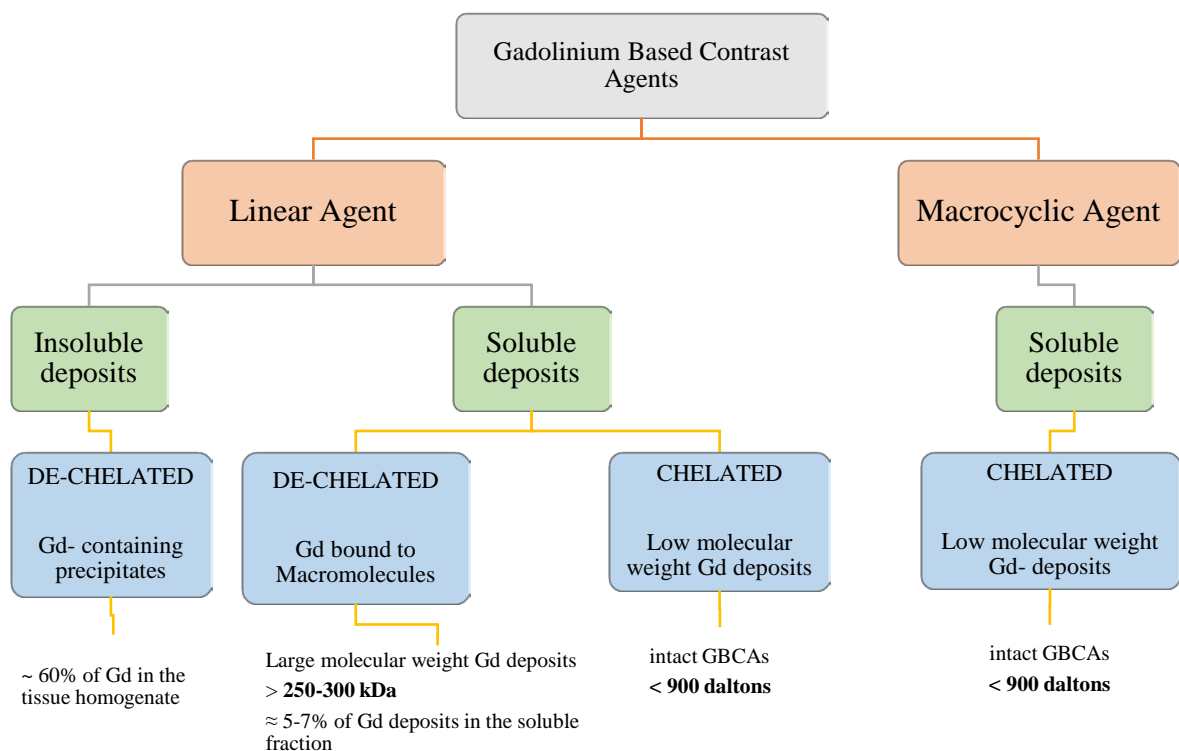 Gadolinium Based Contrast
Agents
Linear Agent
Macrocyclic Agent
Insoluble
deposits
Soluble
deposits
Soluble
deposits
DE-CHELATED
Gd- containing
precipitates
DE-CHELATED
Gd bound to
Macromolecules
CHELATED
Low molecular
weight Gd deposits
CHELATED
Low molecular weight
Gd- deposits
~ 60% of Gd in the
tissue homogenate
Large molecular weight Gd deposits
> 250-300 kDa
≈ 5-7% of Gd deposits in the soluble
fraction
intact GBCAs
< 900 daltons
intact GBCAs
< 900 daltons